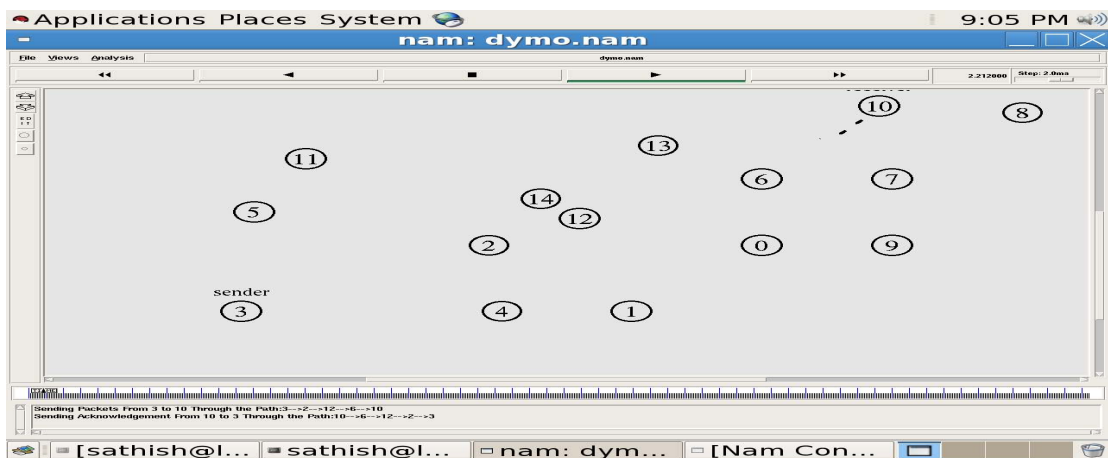 Applications Places System 9:05 PM
nam: dymo.nam
File Views Analysis dymo.nam
2.212000 Step: 2.0ms
10
8
13
11
6
7
14
5
12
2
0
9
sender
3
4
1
Sending Packets From 3 to 10 Through the Path:3-->2-->12-->6-->10
Sending Acknowledgement From 10 to 3 Through the Path:10-->6-->12-->2-->3
[sathish@l... sathish@l... nam: dym... [Nam Con...